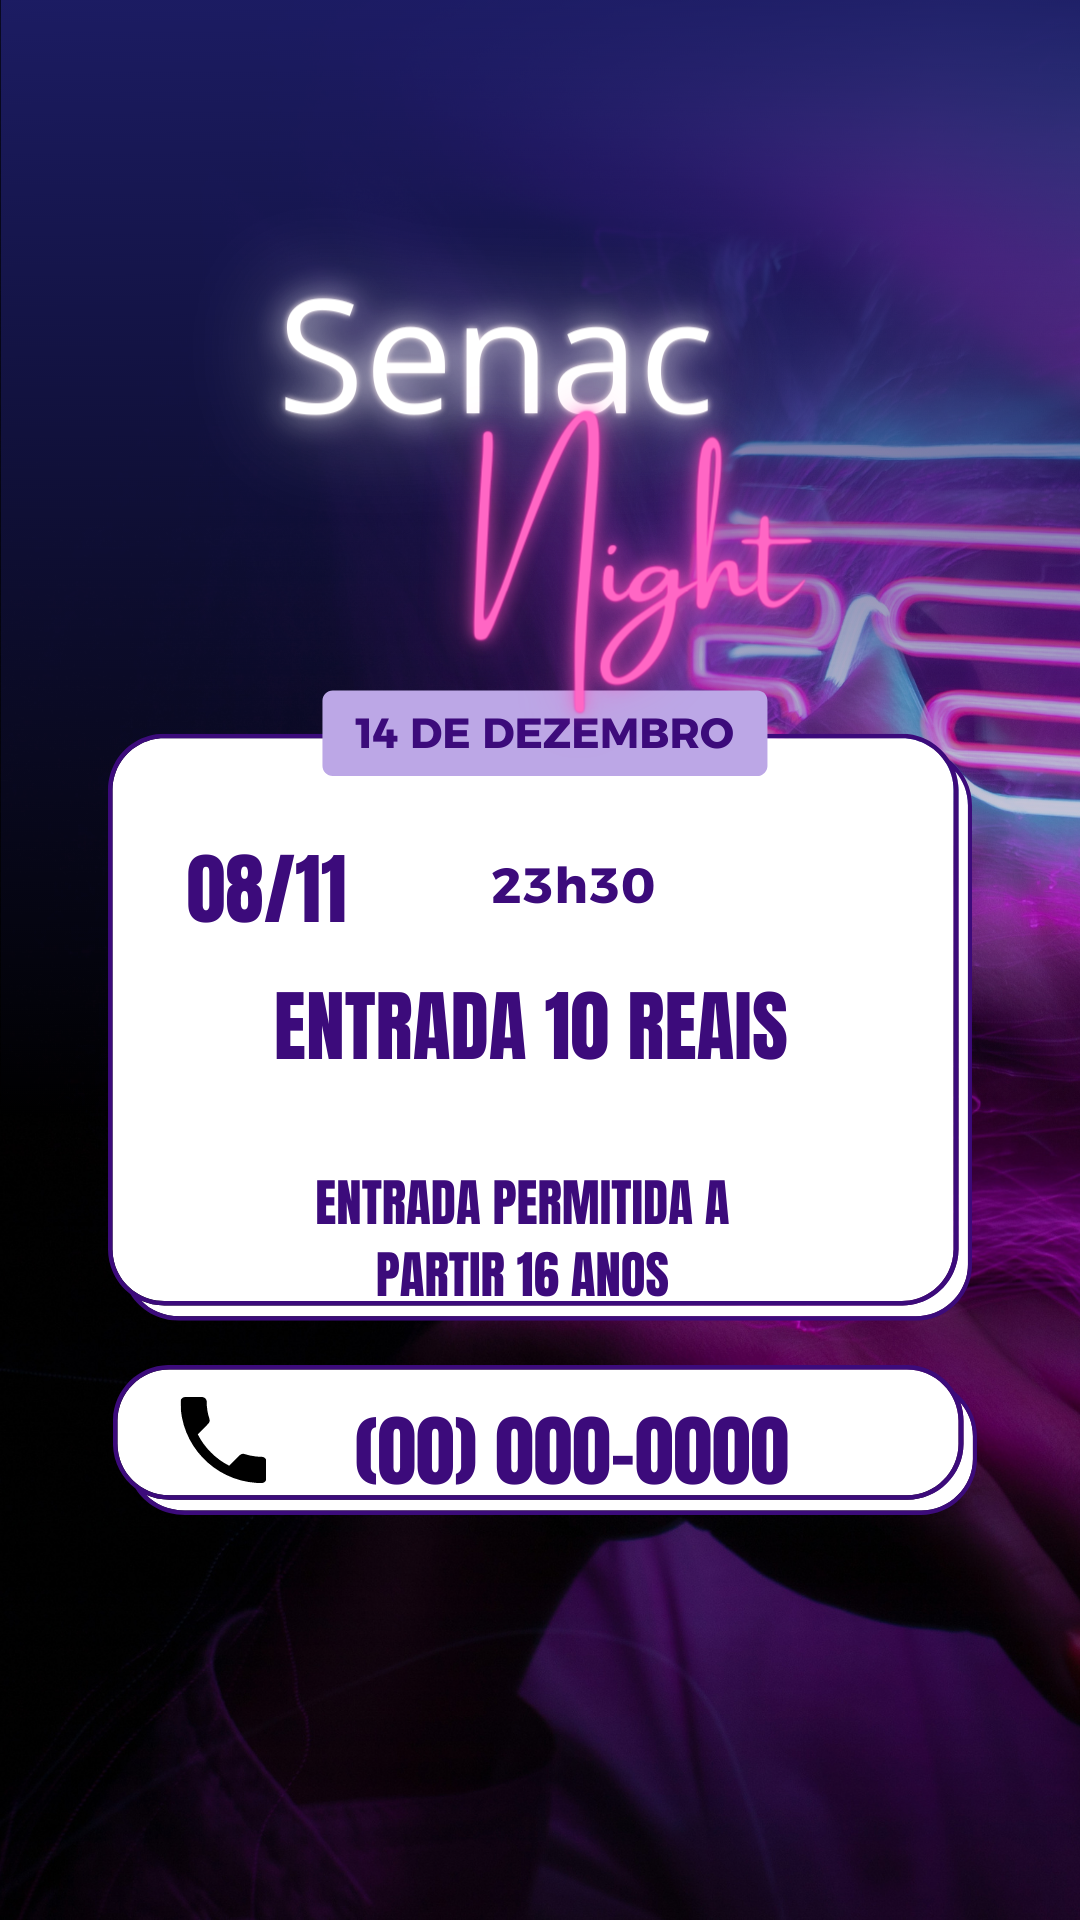 Senac
Night
14 DE DEZEMBRO
08/11
23h30
ENTRADA 10 REAIS
ENTRADA PERMITIDA A
PARTIR 16 ANOS
(00) 000-0000